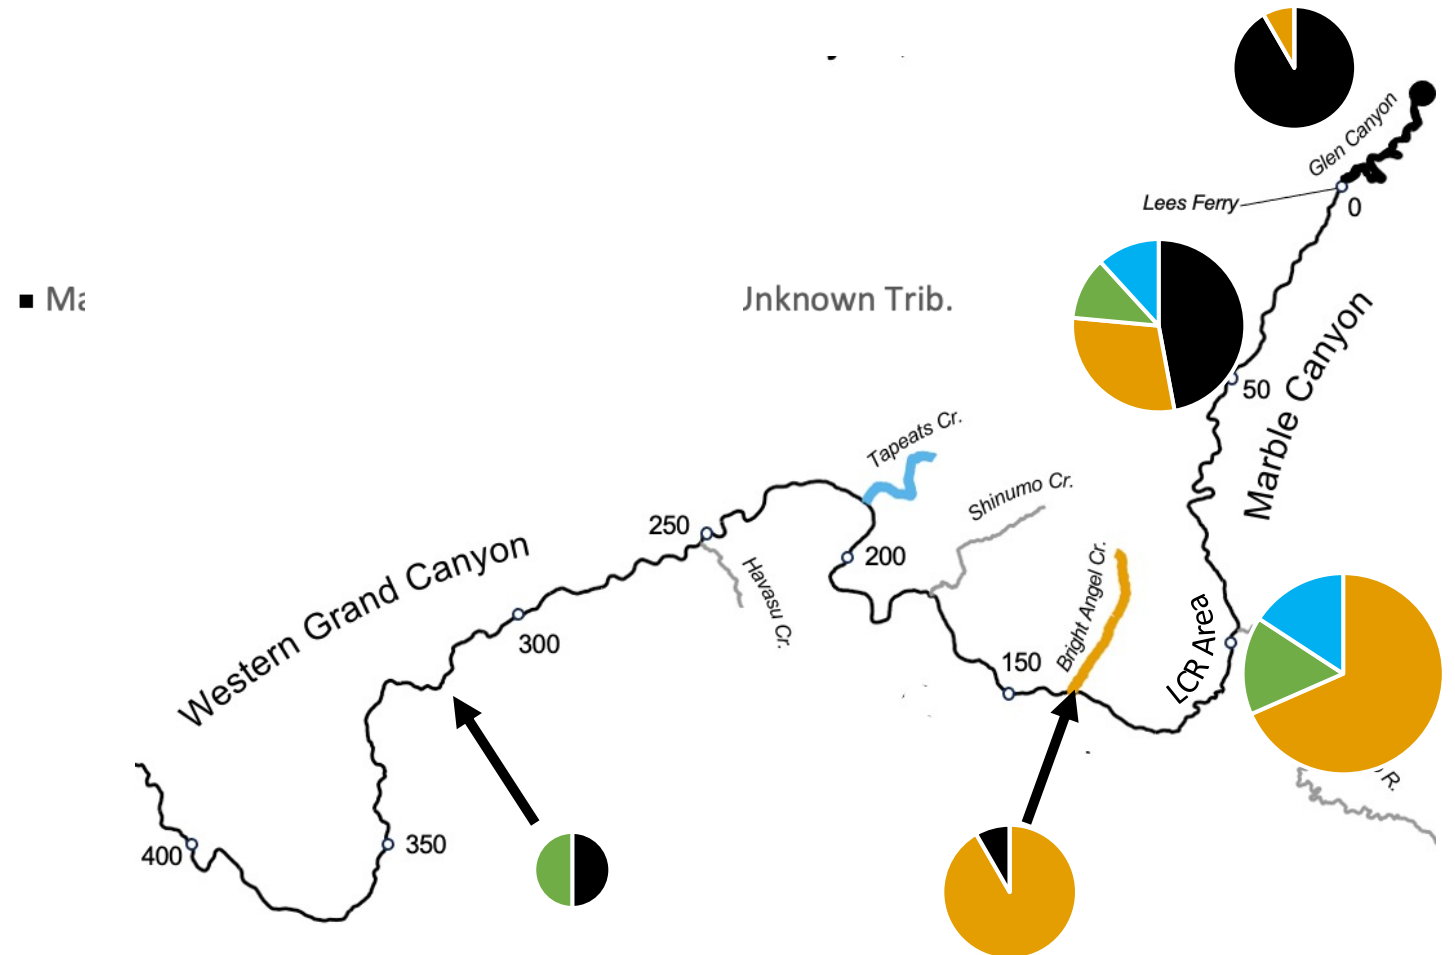 Glen Canyon
Lees Ferry
0
Unknown Trib.
50
Marble Canyon
Tapeats Cr.
Shinumo Cr.
250
200
Havasu Cr.
Bright Angel Cr.
Western Grand Canyon
300
150
LCR Area
R.
350
400